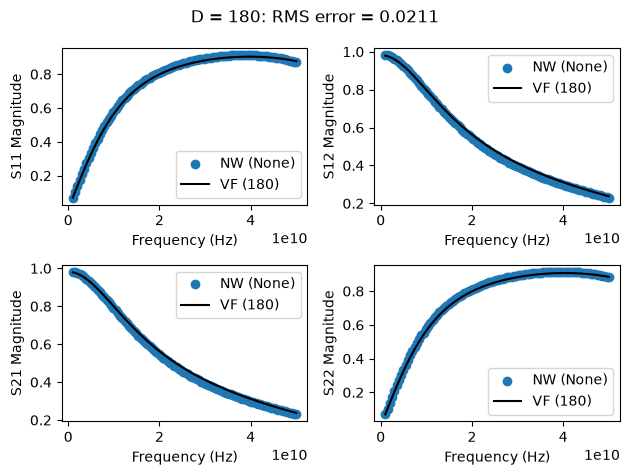 D = 180: RMS error = 0.0211
S11 Magnitude
0.8
0.6
0.4
0.2
NW (None)
VF (180)
0
2
4
1e10
Frequency (Hz)
S12 Magnitude
1.0
0.8
0.6
0.4
0.2
NW (None)
VF (180)
0
2
4
1e10
Frequency (Hz)
S21 Magnitude
1.0
0.8
0.6
0.4
0.2
NW (None)
VF (180)
0
2
4
1e10
Frequency (Hz)
S22 Magnitude
0.8
0.6
0.4
0.2
NW (None)
VF (180)
0
2
4
1e10
Frequency (Hz)